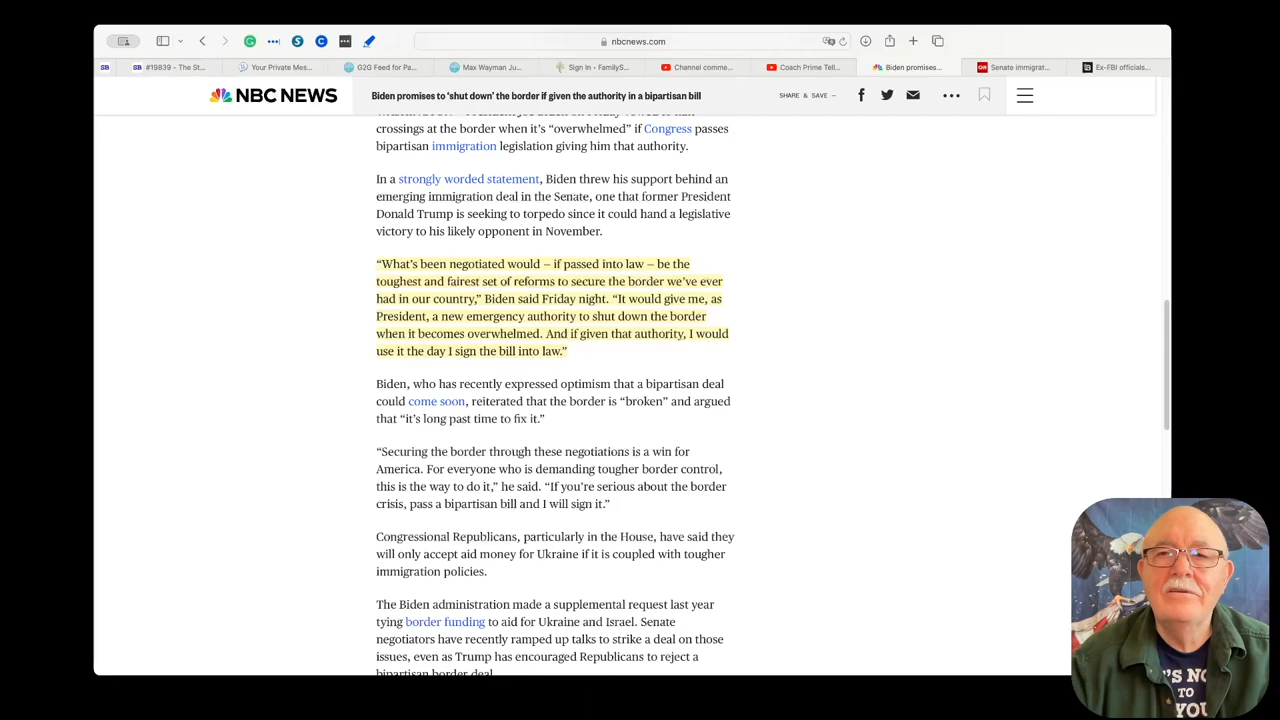 nbcnews.com
#19839 - The St...
Your Private Mes...
G2G Feed for Pa...
Max Wayman Ju...
Sign In • FamilyS...
Channel comme...
Coach Prime Tell...
Biden promises...
Senate immigrat...
Ex-FBI officials...
NBC NEWS
Biden promises to ‘shut down’ the border if given the authority in a bipartisan bill
SHARE & SAVE —
crossings at the border when it’s “overwhelmed” if Congress passes
bipartisan immigration legislation giving him that authority.
In a strongly worded statement, Biden threw his support behind an
emerging immigration deal in the Senate, one that former President
Donald Trump is seeking to torpedo since it could hand a legislative
victory to his likely opponent in November.
“What’s been negotiated would — if passed into law — be the
toughest and fairest set of reforms to secure the border we’ve ever
had in our country,” Biden said Friday night. “It would give me, as
President, a new emergency authority to shut down the border
when it becomes overwhelmed. And if given that authority, I would
use it the day I sign the bill into law.”
Biden, who has recently expressed optimism that a bipartisan deal
could come soon, reiterated that the border is “broken” and argued
that “it’s long past time to fix it.”
“Securing the border through these negotiations is a win for
America. For everyone who is demanding tougher border control,
this is the way to do it,” he said. “If you’re serious about the border
crisis, pass a bipartisan bill and I will sign it.”
Congressional Republicans, particularly in the House, have said they
will only accept aid money for Ukraine if it is coupled with tougher
immigration policies.
The Biden administration made a supplemental request last year
tying border funding to aid for Ukraine and Israel. Senate
negotiators have recently ramped up talks to strike a deal on those
issues, even as Trump has encouraged Republicans to reject a
bipartisan border deal.
TO